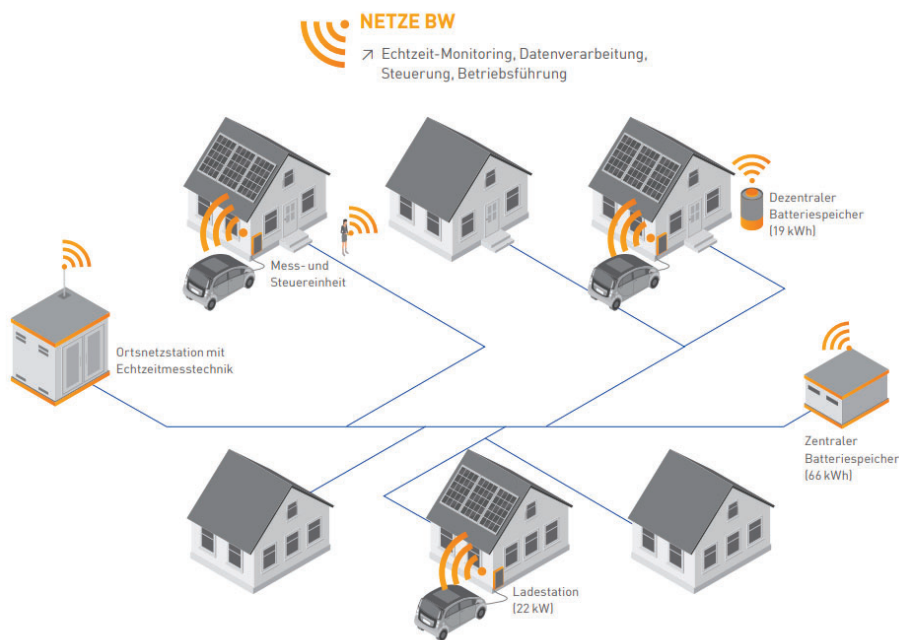 NETZE BW
↗ Echtzeit-Monitoring, Datenverarbeitung,
Steuerung, Betriebsführung
Dezentraler
Batteriespeicher
(19 kWh)
Mess- und
Steuereinheit
Ortsnetzstation mit
Echtzeitmesstechnik
Zentraler
Batteriespeicher
(66 kWh)
Ladestation
(22 kW)